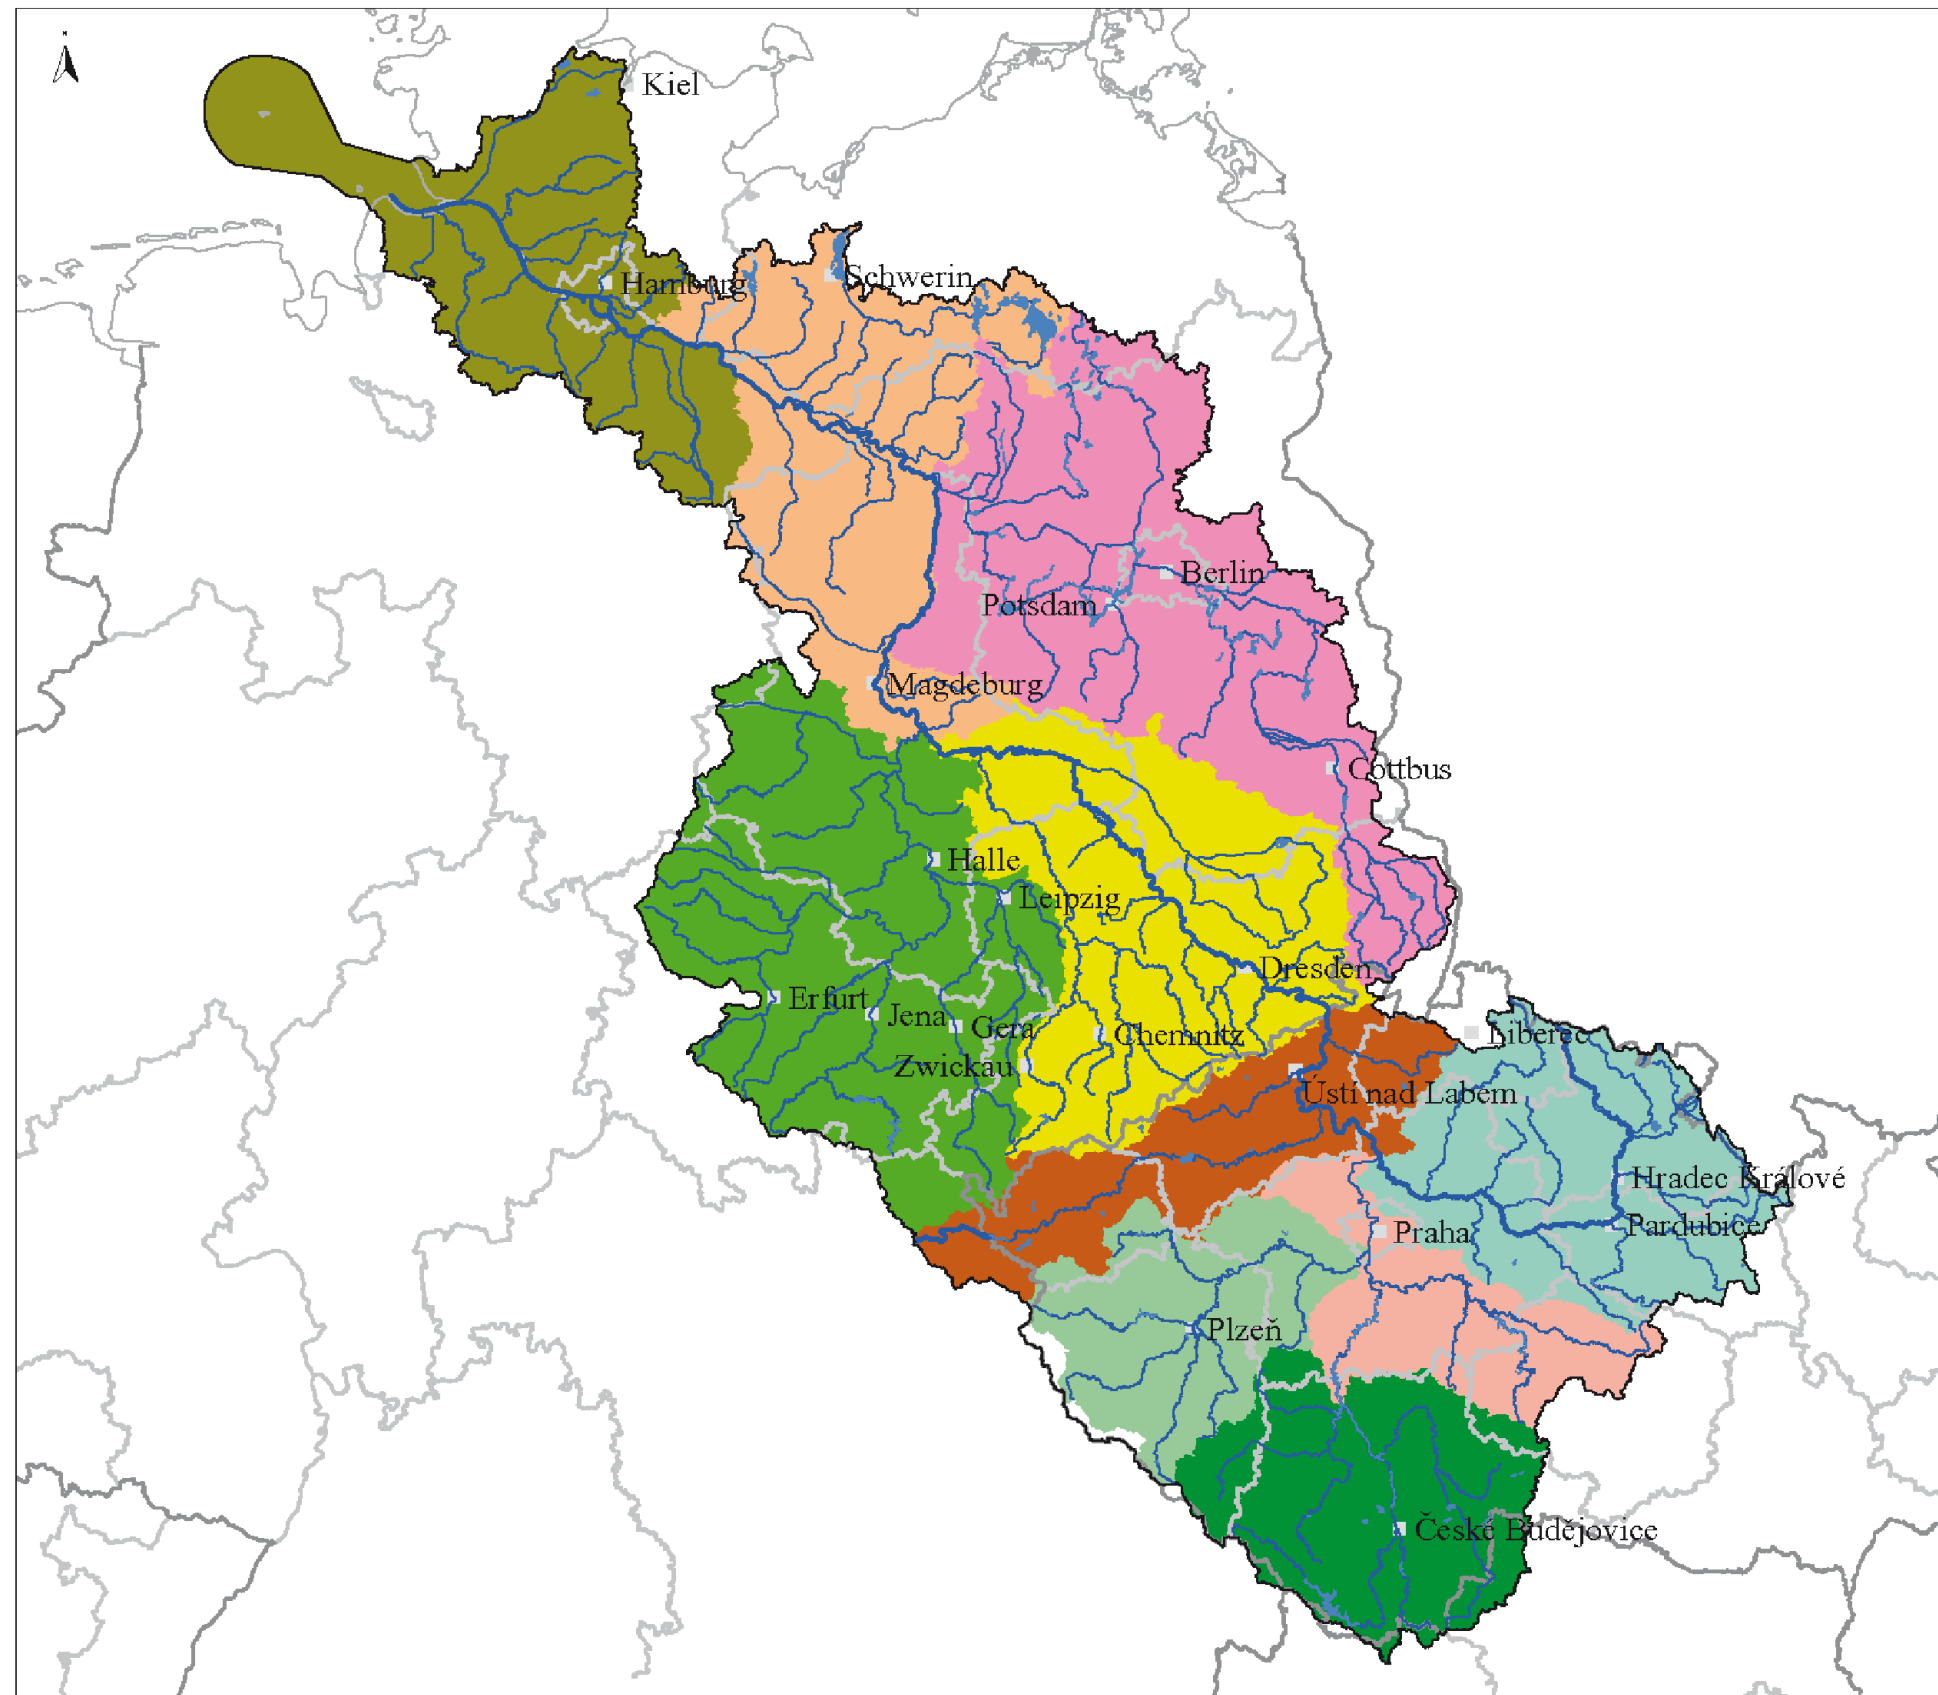 Kiel
Hamburg
Schwerin
Berlin
Potsdam
Magdeburg
Cottbus
Halle
Leipzig
Dresden
Erfurt
Jena
Gera
Chemnitz
Liberec
Zwickau
Ústí nad Labem
Hradec Králové
Pardubice
Praha
Plzeň
České Budějovice